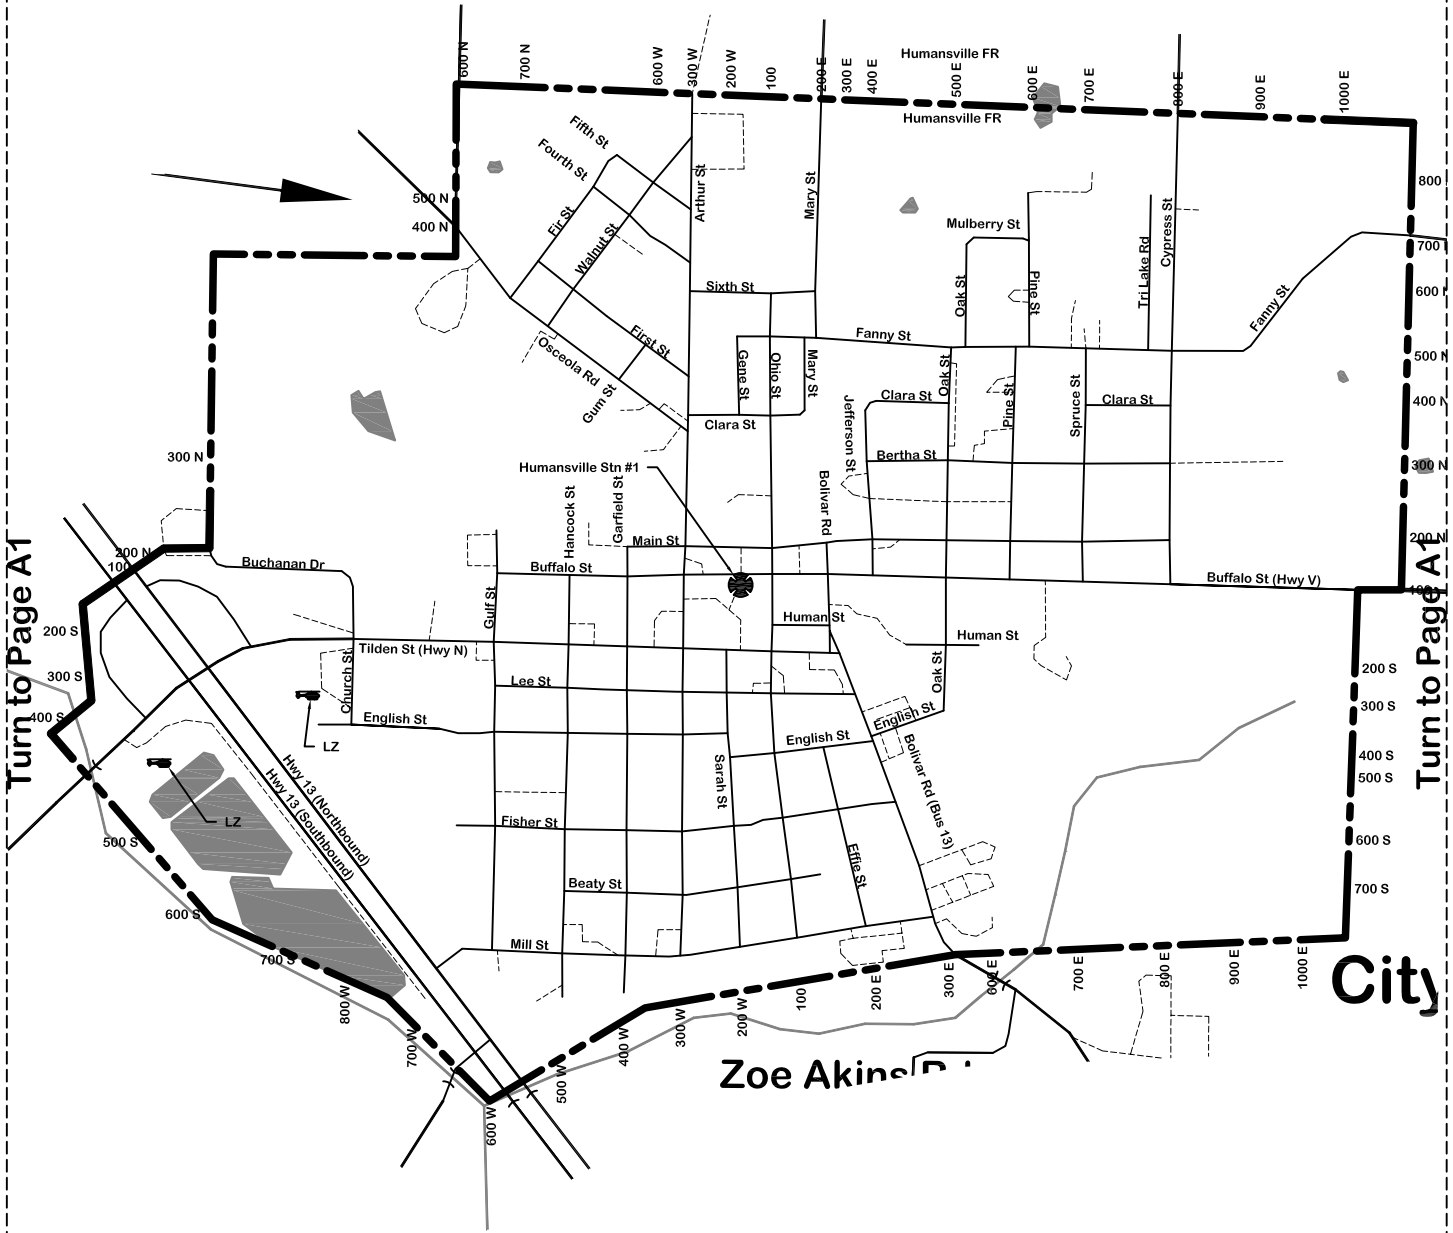 600 N
700 N
600 W
300 W
200 W
100
200 E
300 E
400 E
Humansville FR
500 E
600 E
700 E
800 E
900 E
1000 E
Humansville FR
Fifth St
Fourth St
500 N
400 N
Fir St
Walnut St
Arthur St
Mary St
Mulberry St
Cypress St
Tri Lake Rd
Oak St
Pine St
Fanny St
800
700
600 N
500 N
400 N
300 N
200 N
Sixth St
First St
Osceola Rd
Gum St
Gene St
Ohio St
Mary St
Fanny St
Clara St
Jefferson St
Clara St
Oak St
Pine St
Spruce St
Clara St
Bertha St
300 N
Humansville Stn #1
Hancock St
Garfield St
Bolivar Rd
Main St
200 N
100
Buchanan Dr
Buffalo St
Buffalo St (Hwy V)
Turn to Page A1
Turn to Page A1
Gulf St
Human St
Human St
200 S
300 S
400 S
Tilden St (Hwy N)
Church St
Lee St
English St
LZ
Oak St
English St
English St
200 S
300 S
400 S
500 S
600 S
700 S
Hwy 13 (Northbound)
Hwy 13 (Southbound)
LZ
Sarah St
Bolivar Rd (Bus 13)
Fisher St
Effie St
Beaty St
Mill St
500 S
600 S
700 S
800 W
700 W
600 W
500 W
400 W
300 W
200 W
100
200 E
300 E
600 E
700 E
800 E
900 E
1000 E
City
Zoe Akins Rd